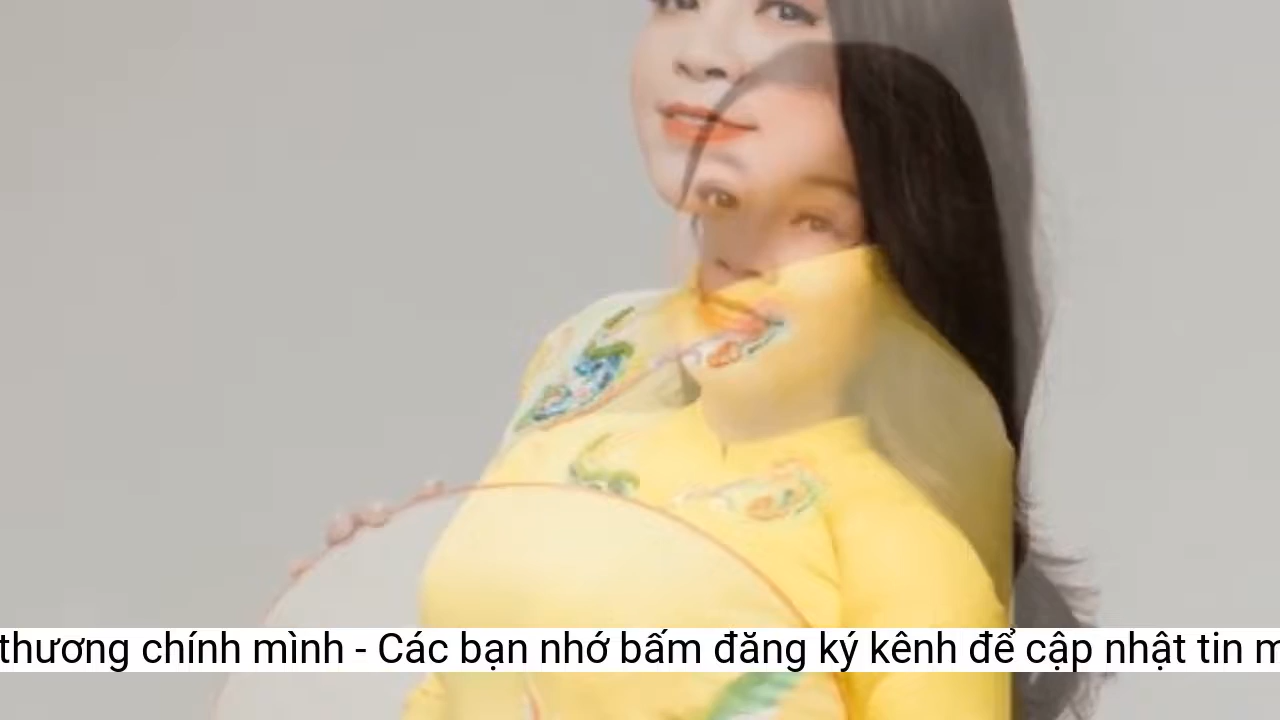 thương chính mình - Các bạn nhớ bấm đăng ký kênh để cập nhật tin